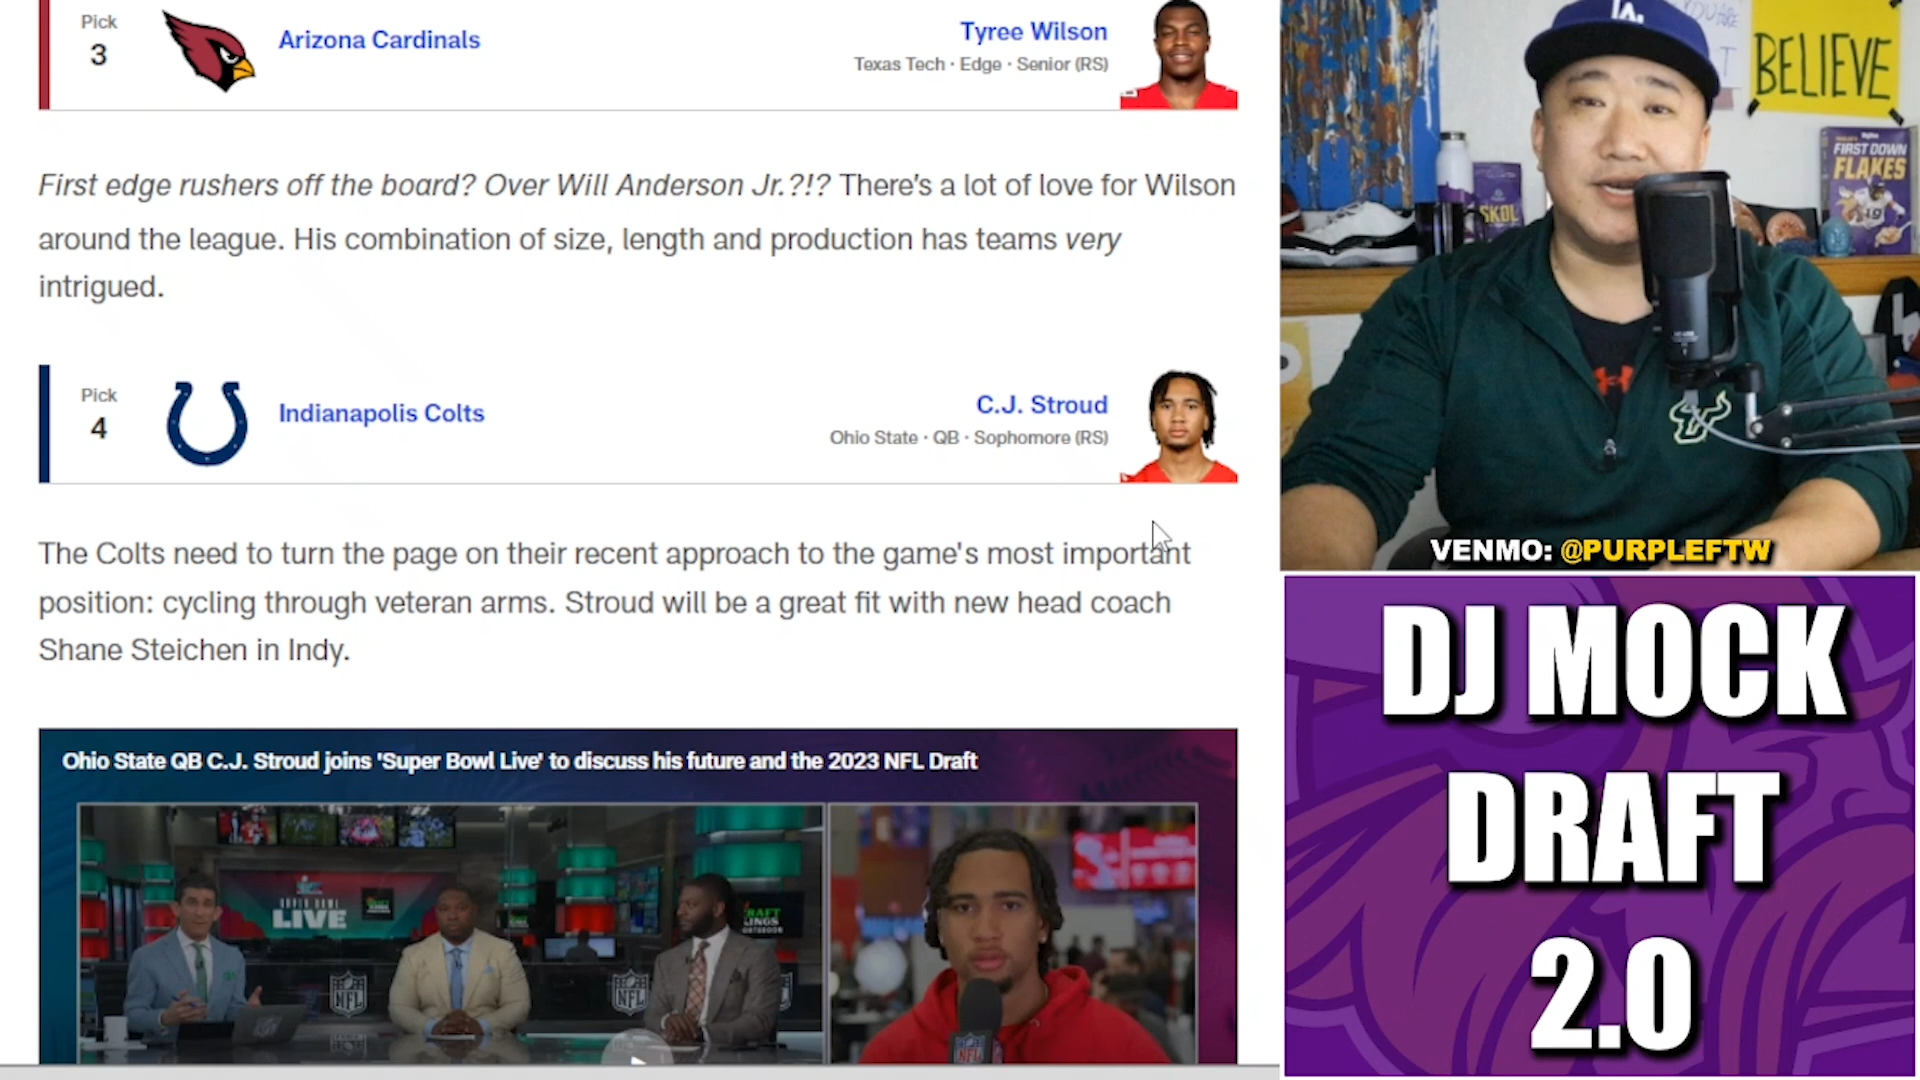 Pick
3
Arizona Cardinals
Tyree Wilson
Texas Tech · Edge · Senior (RS)
First edge rushers off the board? Over Will Anderson Jr.?!? There's a lot of love for Wilson
around the league. His combination of size, length and production has teams very
intrigued.
Pick
4
Indianapolis Colts
C.J. Stroud
Ohio State · QB · Sophomore (RS)
The Colts need to turn the page on their recent approach to the game's most important
position: cycling through veteran arms. Stroud will be a great fit with new head coach
Shane Steichen in Indy.
Ohio State QB C.J. Stroud joins 'Super Bowl Live' to discuss his future and the 2023 NFL Draft
SUPER BOWL
LIVE
NFL
NFL
NFL
LA
BELIEVE
FIRST DOWN
FLAKES
SKOL
VENMO: @PURPLEFTW
DJ MOCK
DRAFT
2.0